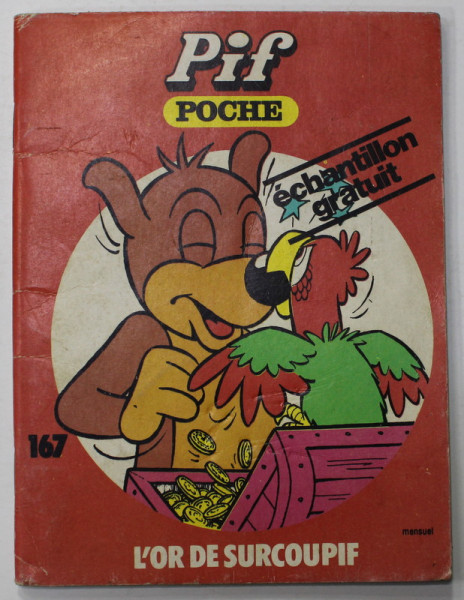 Pif
POCHE
échantillon
gratuit
167
mensuel
L'OR DE SURCOUPIF